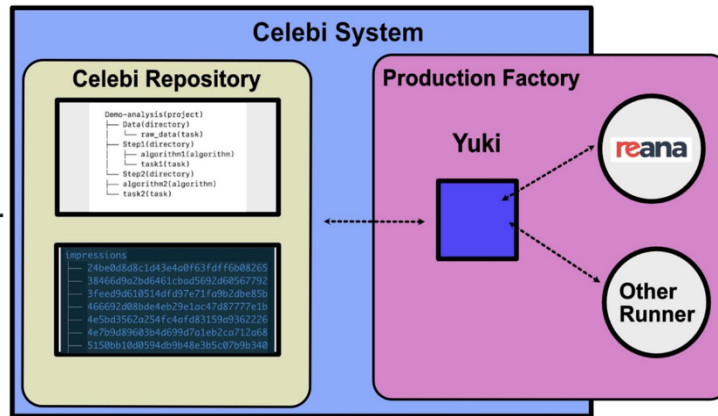 Celebi System
Celebi Repository
Demo-analysis(project)
├── Data(directory)
│   └── raw_data(task)
├── Step1(directory)
│   ├── algorithm1(algorithm)
│   └── task1(task)
└── Step2(directory)
├── algorithm2(algorithm)
└── task2(task)
impressions
├── 24be0d8d8c1d43e4a0f63fdff6b08265
├── 38466d9a2bd6461cbad5692d60567792
├── 3feed9d610514dfd97e71fa9b2dbe85b
├── 466692d08bde4eb29e1ac47d87777e1b
├── 4e5bd3562a254fc4afd83159a9362226
├── 4e7b9d89603b4d699d7a1eb2ca712a68
├── 5150bb10d0594db9b48e3b5c07b9b340
Production Factory
Yuki
reana
Other
Runner